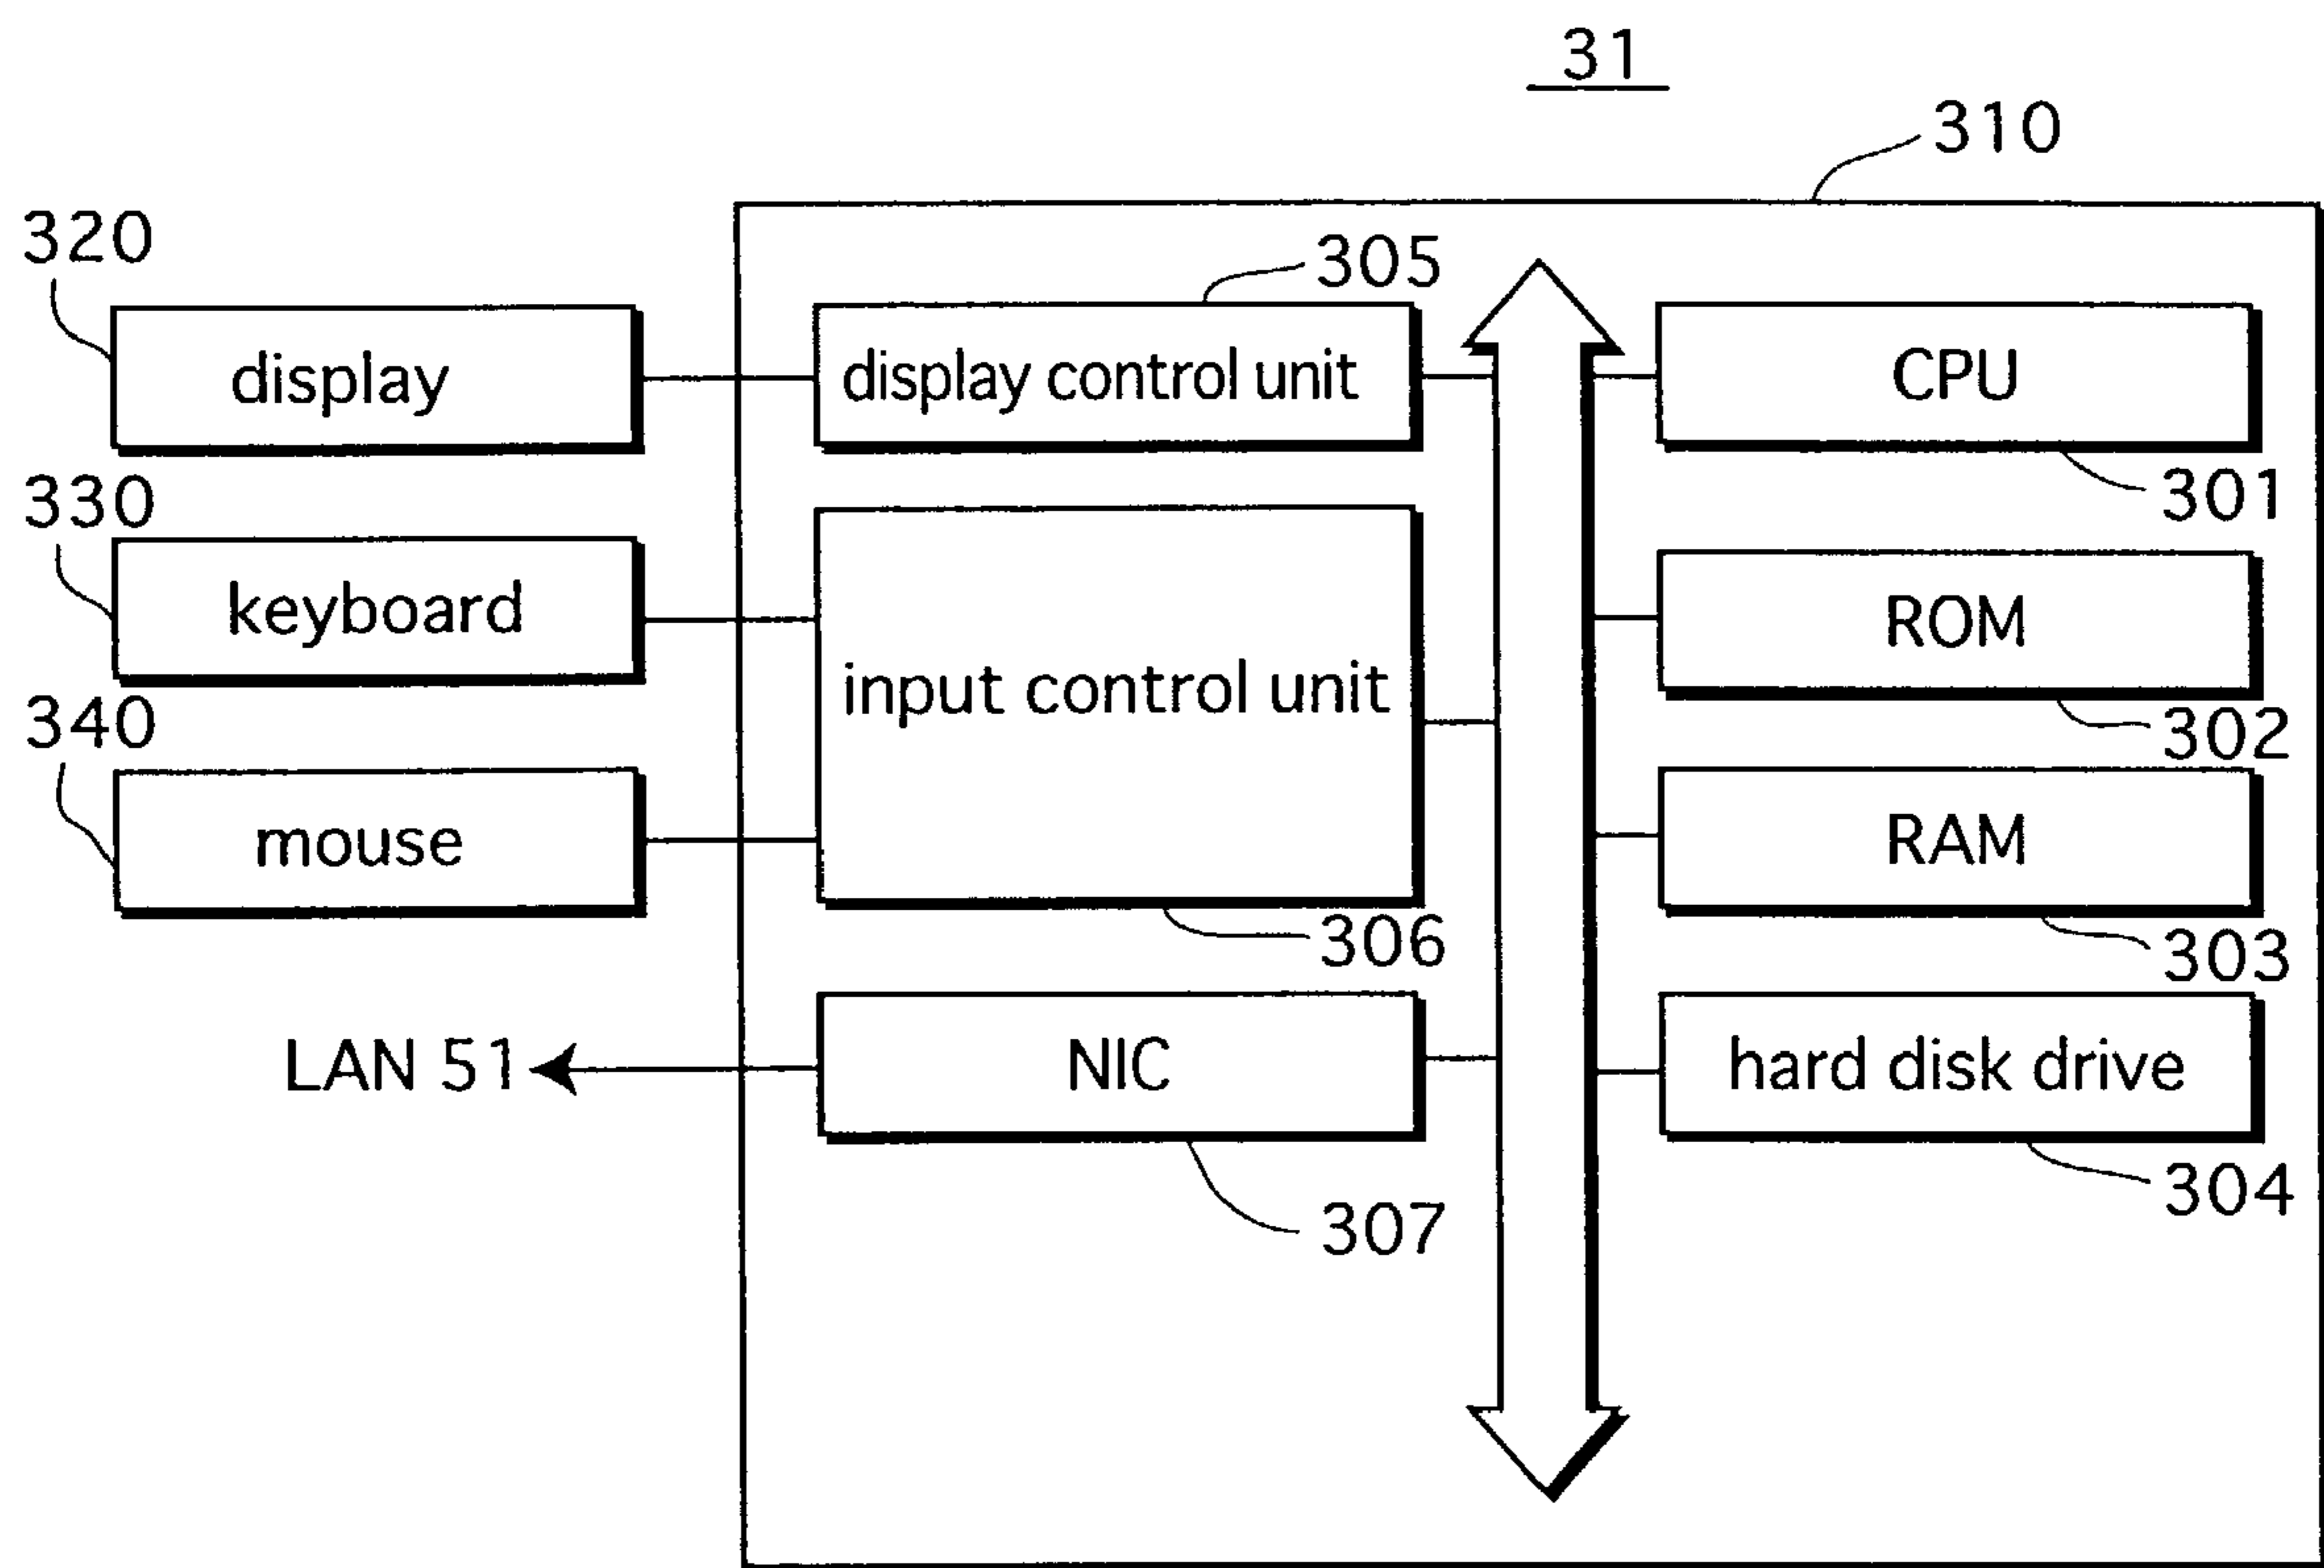 31
310
320
305
display
display control unit
CPU
301
330
keyboard
input control unit
ROM
302
340
mouse
RAM
303
306
LAN 51
NIC
hard disk drive
304
307